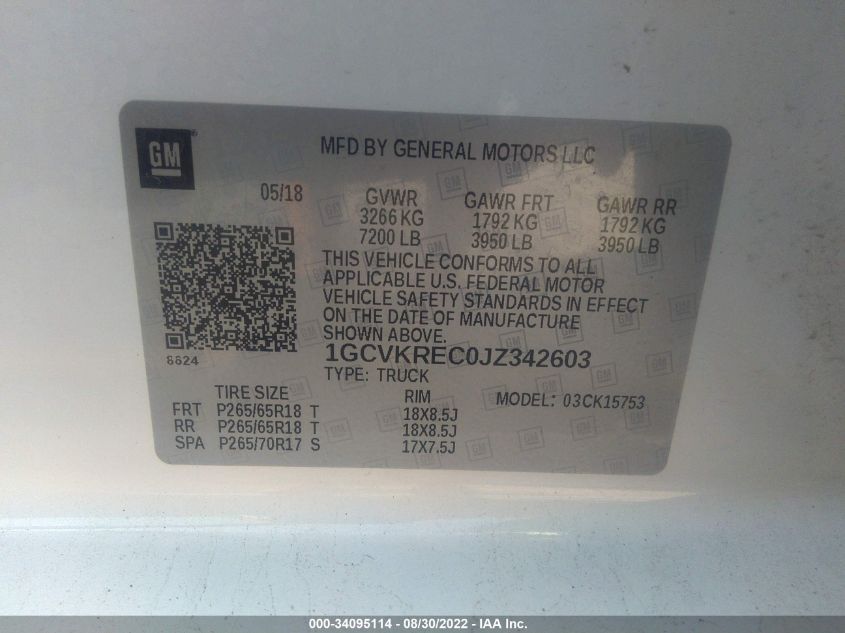 GM
MFD BY GENERAL MOTORS LLC
05/18
GVWR GAWR FRT GAWR RR
3266 KG 1792 KG 1792 KG
7200 LB 3950 LB 3950 LB
THIS VEHICLE CONFORMS TO ALL
APPLICABLE U.S. FEDERAL MOTOR
VEHICLE SAFETY STANDARDS IN EFFECT
ON THE DATE OF MANUFACTURE
SHOWN ABOVE.
8824
1GCVKREC0JZ342603
TYPE: TRUCK
TIRE SIZE RIM MODEL: 03CK15753
FRT P265/65R18 T 18X8.5J
RR P265/65R18 T 18X8.5J
SPA P265/70R17 S 17X7.5J
000-34095114 - 08/30/2022 - IAA Inc.